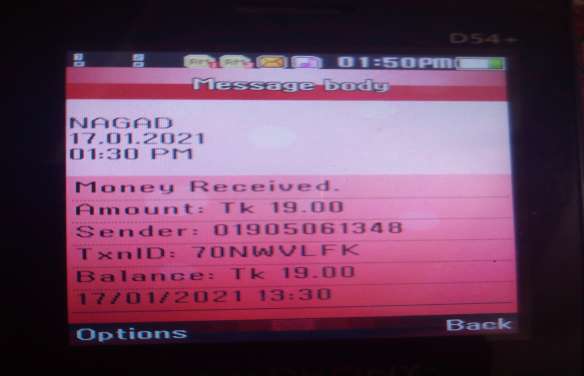 D54+
01:50PM
Message body
NAGAD
17.01.2021
01:30 PM
Money Received.
Amount: Tk 19.00
Sender: 01905061348
TxnID: 70NWVLFK
Balance: Tk 19.00
17/01/2021 13:30
Options
Back